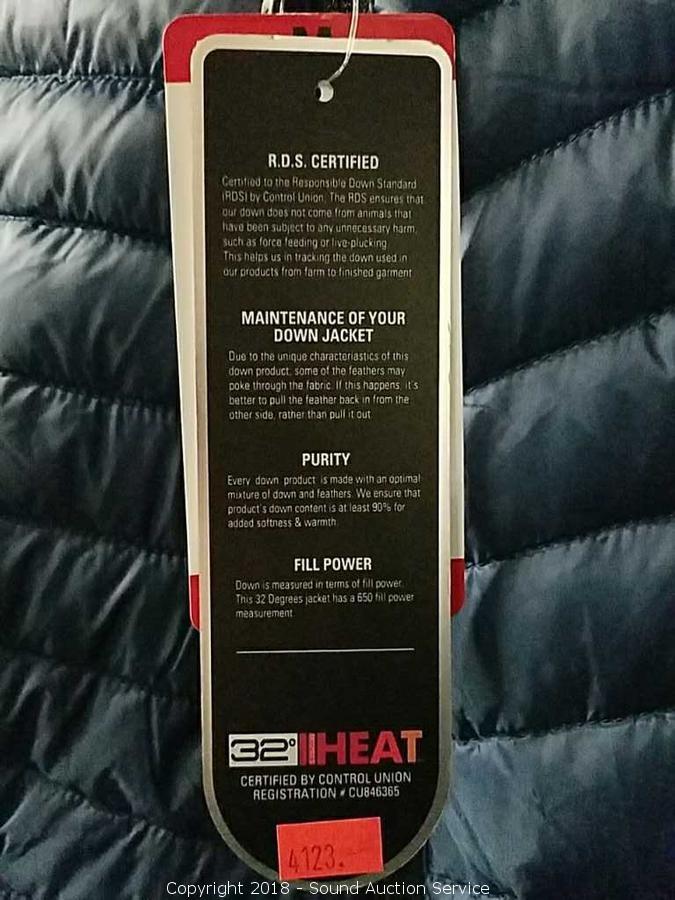 R.D.S. CERTIFIED
Certified to the Responsible Down Standard
(RDS) by Control Union. The RDS ensures that
our down does not come from animals that
have been subject to any unnecessary harm,
such as force feeding or live-plucking.
This helps us in tracking the down used in
our products from farm to finished garment
MAINTENANCE OF YOUR
DOWN JACKET
Due to the unique characteriastics of this
down product, some of the feathers may
poke through the fabric. If this happens, it's
better to pull the feather back in from the
other side, rather than pull it out.
PURITY
Every down product is made with an optimal
mixture of down and feathers. We ensure that
product's down content is at least 90% for
added softness & warmth.
FILL POWER
Down is measured in terms of fill power.
This 32 Degrees jacket has a 650 fill power
measurement.
32° HEAT
CERTIFIED BY CONTROL UNION
REGISTRATION # CU846365
4123.
Copyright 2018 - Sound Auction Service